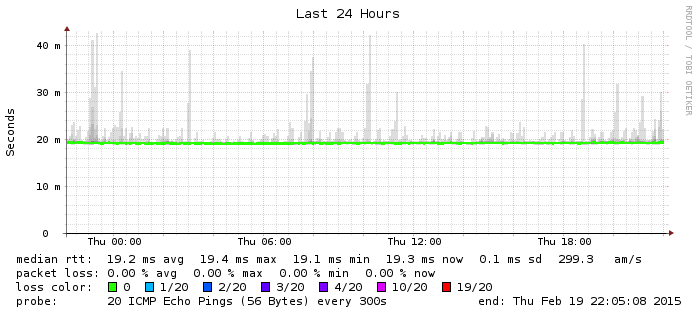 Last 24 Hours
RRDTOOL / TOBI OETIKER
Seconds
40 m
30 m
20 m
10 m
0
Thu 00:00 Thu 06:00 Thu 12:00 Thu 18:00
median rtt: 19.2 ms avg 19.4 ms max 19.1 ms min 19.3 ms now 0.1 ms sd 299.3 am/s
packet loss: 0.00 % avg 0.00 % max 0.00 % min 0.00 % now
loss color: 0 1/20 2/20 3/20 4/20 10/20 19/20
probe: 20 ICMP Echo Pings (56 Bytes) every 300s end: Thu Feb 19 22:05:08 2015